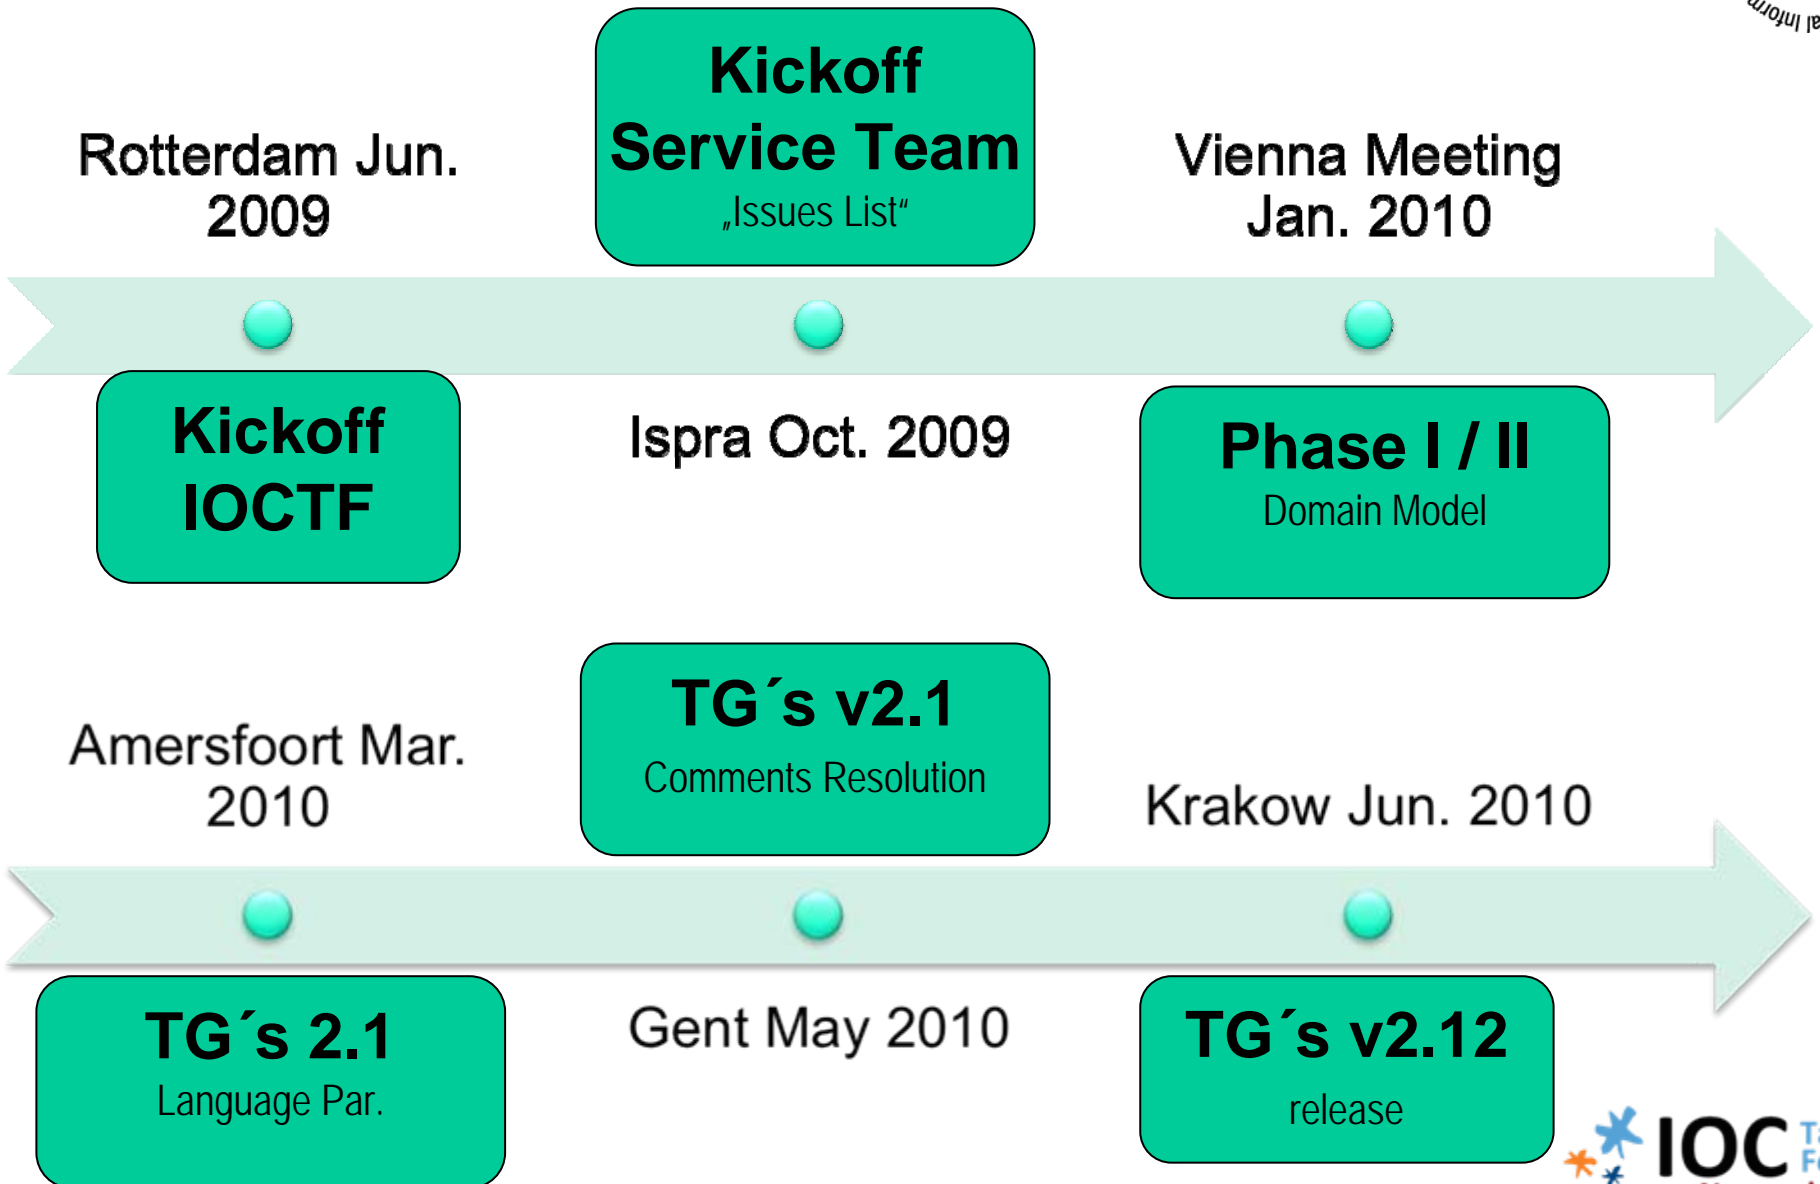 Kickoff
Service Team
„Issues List“
Rotterdam Jun.
2009
Vienna Meeting
Jan. 2010
Kickoff
IOCTF
Ispra Oct. 2009
Phase I / II
Domain Model
TG´s v2.1
Comments Resolution
Amersfoort Mar.
2010
Krakow Jun. 2010
TG´s 2.1
Language Par.
Gent May 2010
TG´s v2.12
release
IOC